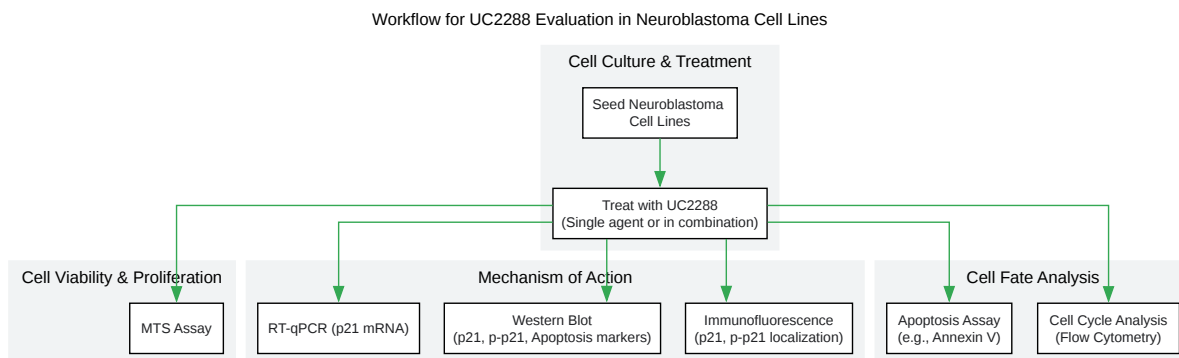 Workflow for UC2288 Evaluation in Neuroblastoma Cell Lines
Cell Culture & Treatment
Seed Neuroblastoma
Cell Lines
Treat with UC2288
(Single agent or in combination)
Cell Viability & Proliferation
Mechanism of Action
Cell Fate Analysis
MTS Assay
RT-qPCR (p21 mRNA)
Western Blot
(p21, p-p21, Apoptosis markers)
Immunofluorescence
(p21, p-p21 localization)
Apoptosis Assay
(e.g., Annexin V)
Cell Cycle Analysis
(Flow Cytometry)